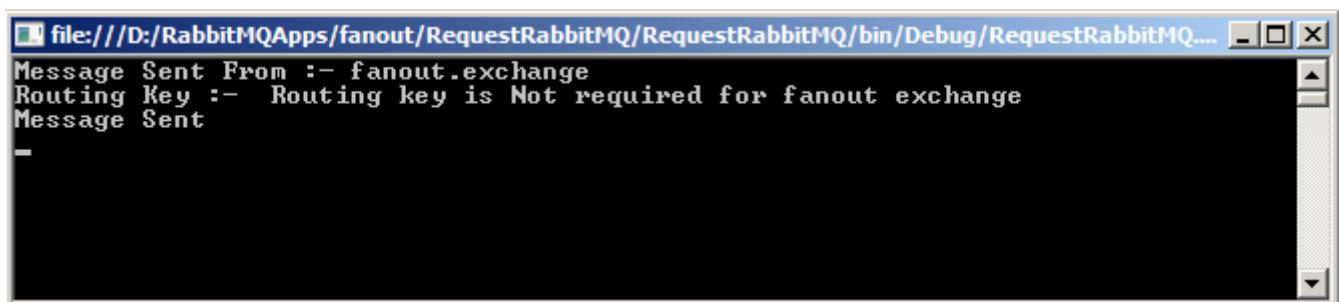 file:///D:/RabbitMQApps/fanout/RequestRabbitMQ/RequestRabbitMQ/bin/Debug/RequestRabbitMQ....
Message Sent From :- fanout.exchange
Routing Key :-  Routing key is Not required for fanout exchange
Message Sent